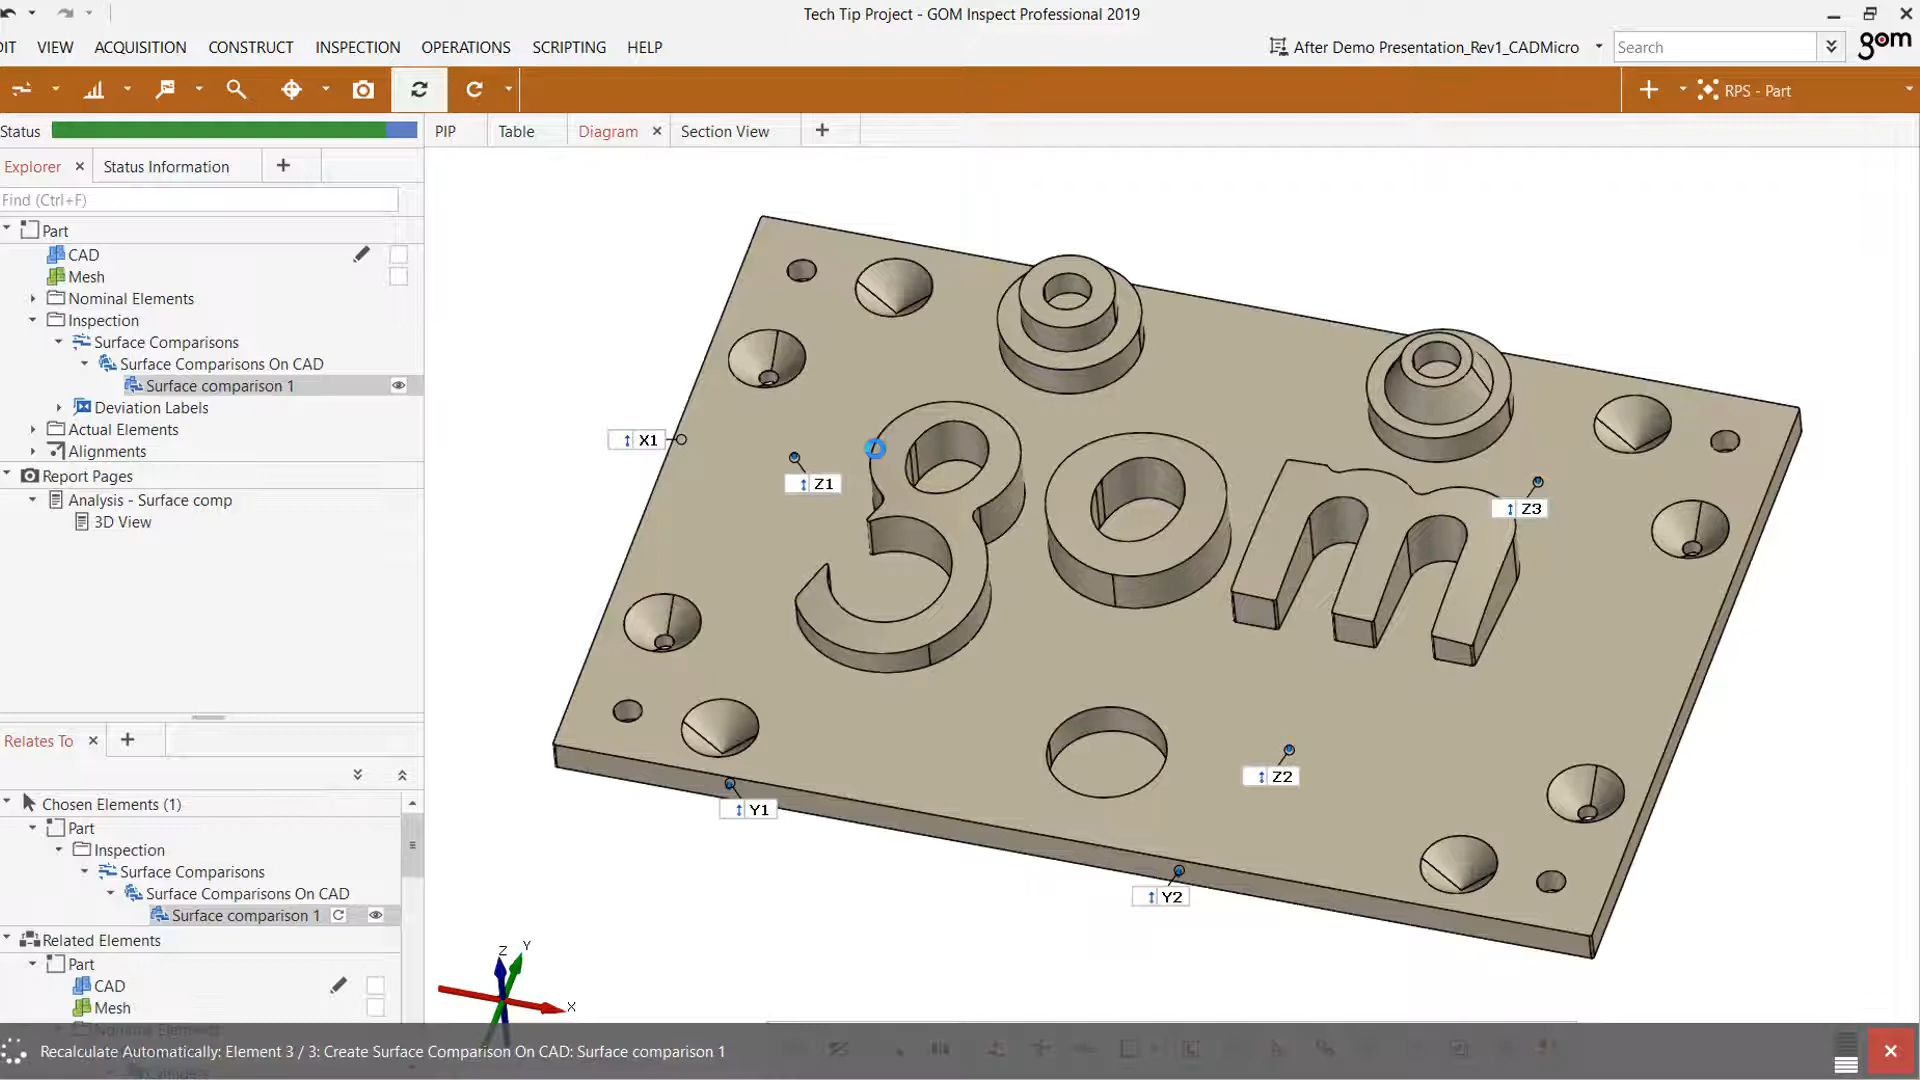 Tech Tip Project - GOM Inspect Professional 2019
DIT VIEW ACQUISITION CONSTRUCT INSPECTION OPERATIONS SCRIPTING HELP
After Demo Presentation_Rev1_CADMicro
Search
gom
RPS - Part
Status
PIP Table Diagram Section View
Explorer
Status Information
Find (Ctrl+F)
Part
CAD
Mesh
Nominal Elements
Inspection
Surface Comparisons
Surface Comparisons On CAD
Surface comparison 1
Deviation Labels
Actual Elements
Alignments
Report Pages
Analysis - Surface comp
3D View
Relates To
Chosen Elements (1)
Part
Inspection
Surface Comparisons
Surface Comparisons On CAD
Surface comparison 1
Related Elements
Part
CAD
Mesh
X1
Z1
Z3
gom
Z2
Y1
Y2
Z Y
X
Recalculate Automatically: Element 3 / 3: Create Surface Comparison On CAD: Surface comparison 1